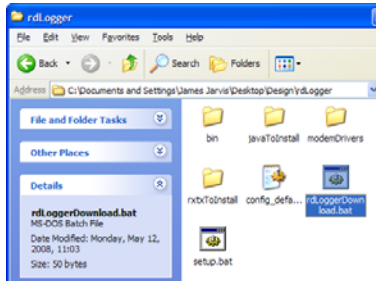 rdLogger
File Edit View Favorites Tools Help
Back Search Folders
Address C:\Documents and Settings\James Jarvis\Desktop\Design\rdLogger
File and Folder Tasks
Other Places
Details
rdLoggerDownload.bat
MS-DOS Batch File
Date Modified: Monday, May 12,
2008, 11:03
Size: 50 bytes
bin javaToInstall modemDrivers
rxtxToInstall config_defa... rdLoggerDown
load.bat
setup.bat